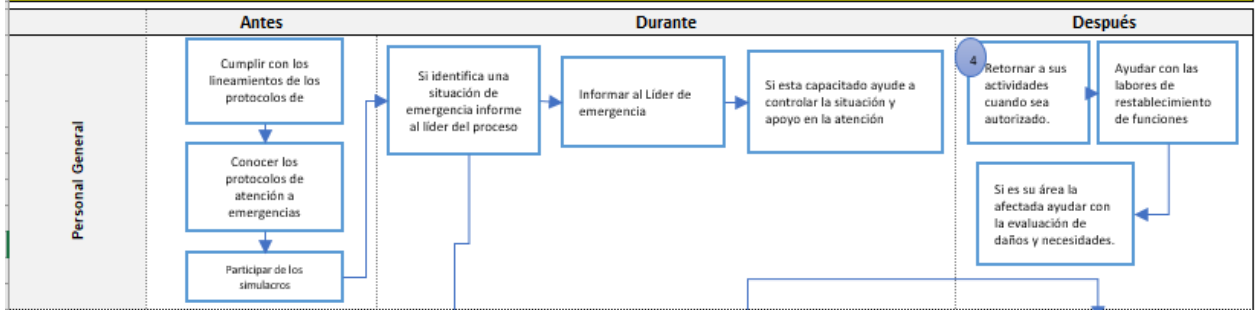 Antes
Durante
Después
Personal General
Cumplir con los
lineamientos de los
protocolos de
Conocer los
protocolos de
atención a
emergencias
Participar de los
simulacros
Si identifica una
situación de
emergencia informe
al líder del proceso
Informar al Líder de
emergencia
Si esta capacitado ayude a
controlar la situación y
apoyo en la atención
4
Retornar a sus
actividades
cuando sea
autorizado.
Ayudar con las
labores de
restablecimiento
de funciones
Si es su área la
afectada ayudar con
la evaluación de
daños y necesidades.